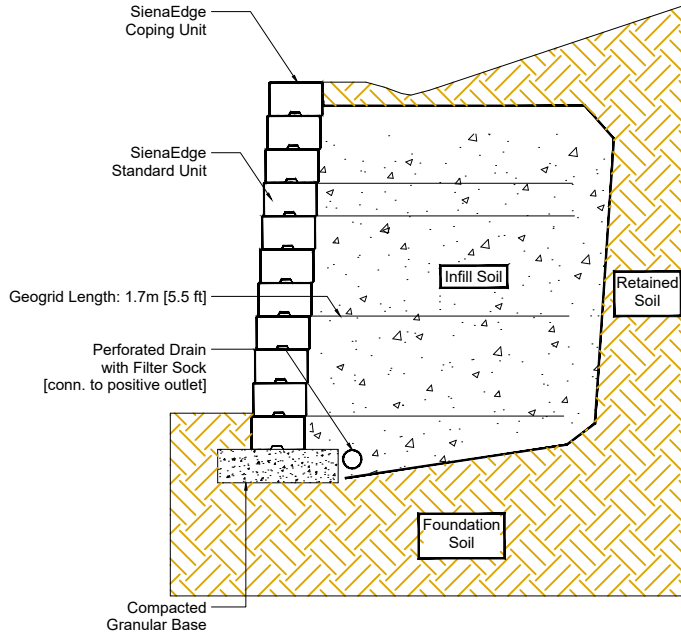 SienaEdge
Coping Unit
SienaEdge
Standard Unit
Infill Soil
Retained
Soil
Geogrid Length: 1.7m [5.5 ft]
Perforated Drain
with Filter Sock
[conn. to positive outlet]
1
Foundation
Soil
Compacted
Granular Base